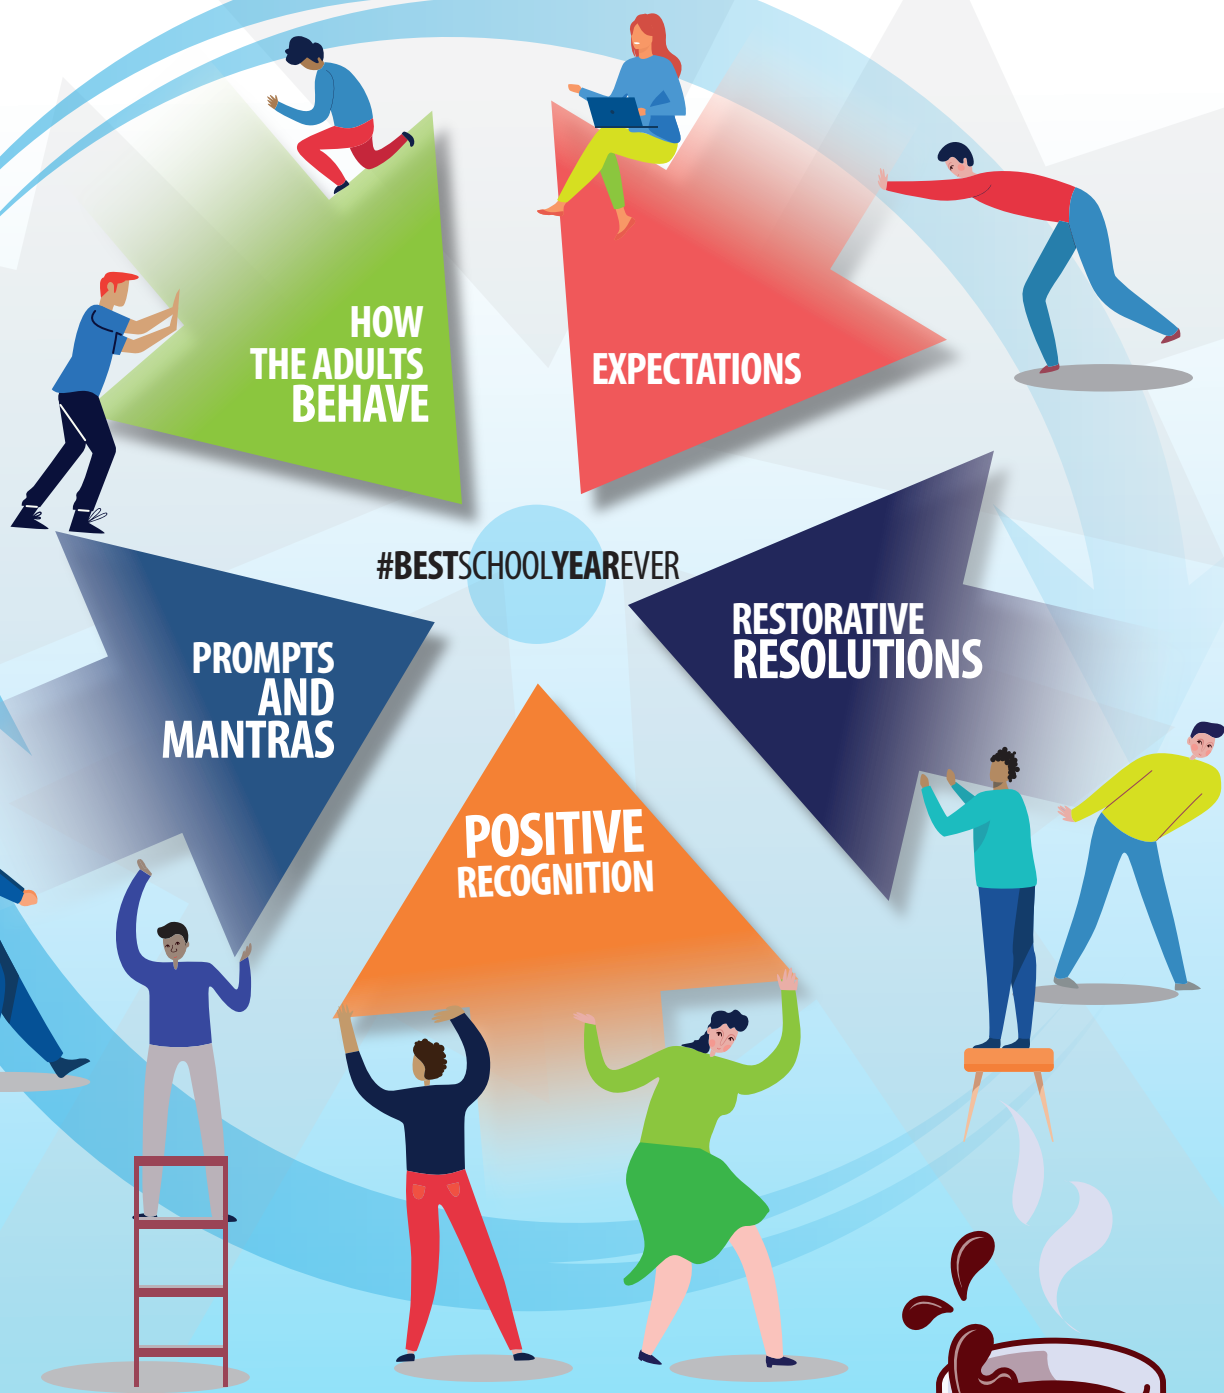 HOW
THE ADULTS
BEHAVE
EXPECTATIONS
#BESTSCHOOLYEAREVER
RESTORATIVE
RESOLUTIONS
PROMPTS
AND
MANTRAS
POSITIVE
RECOGNITION